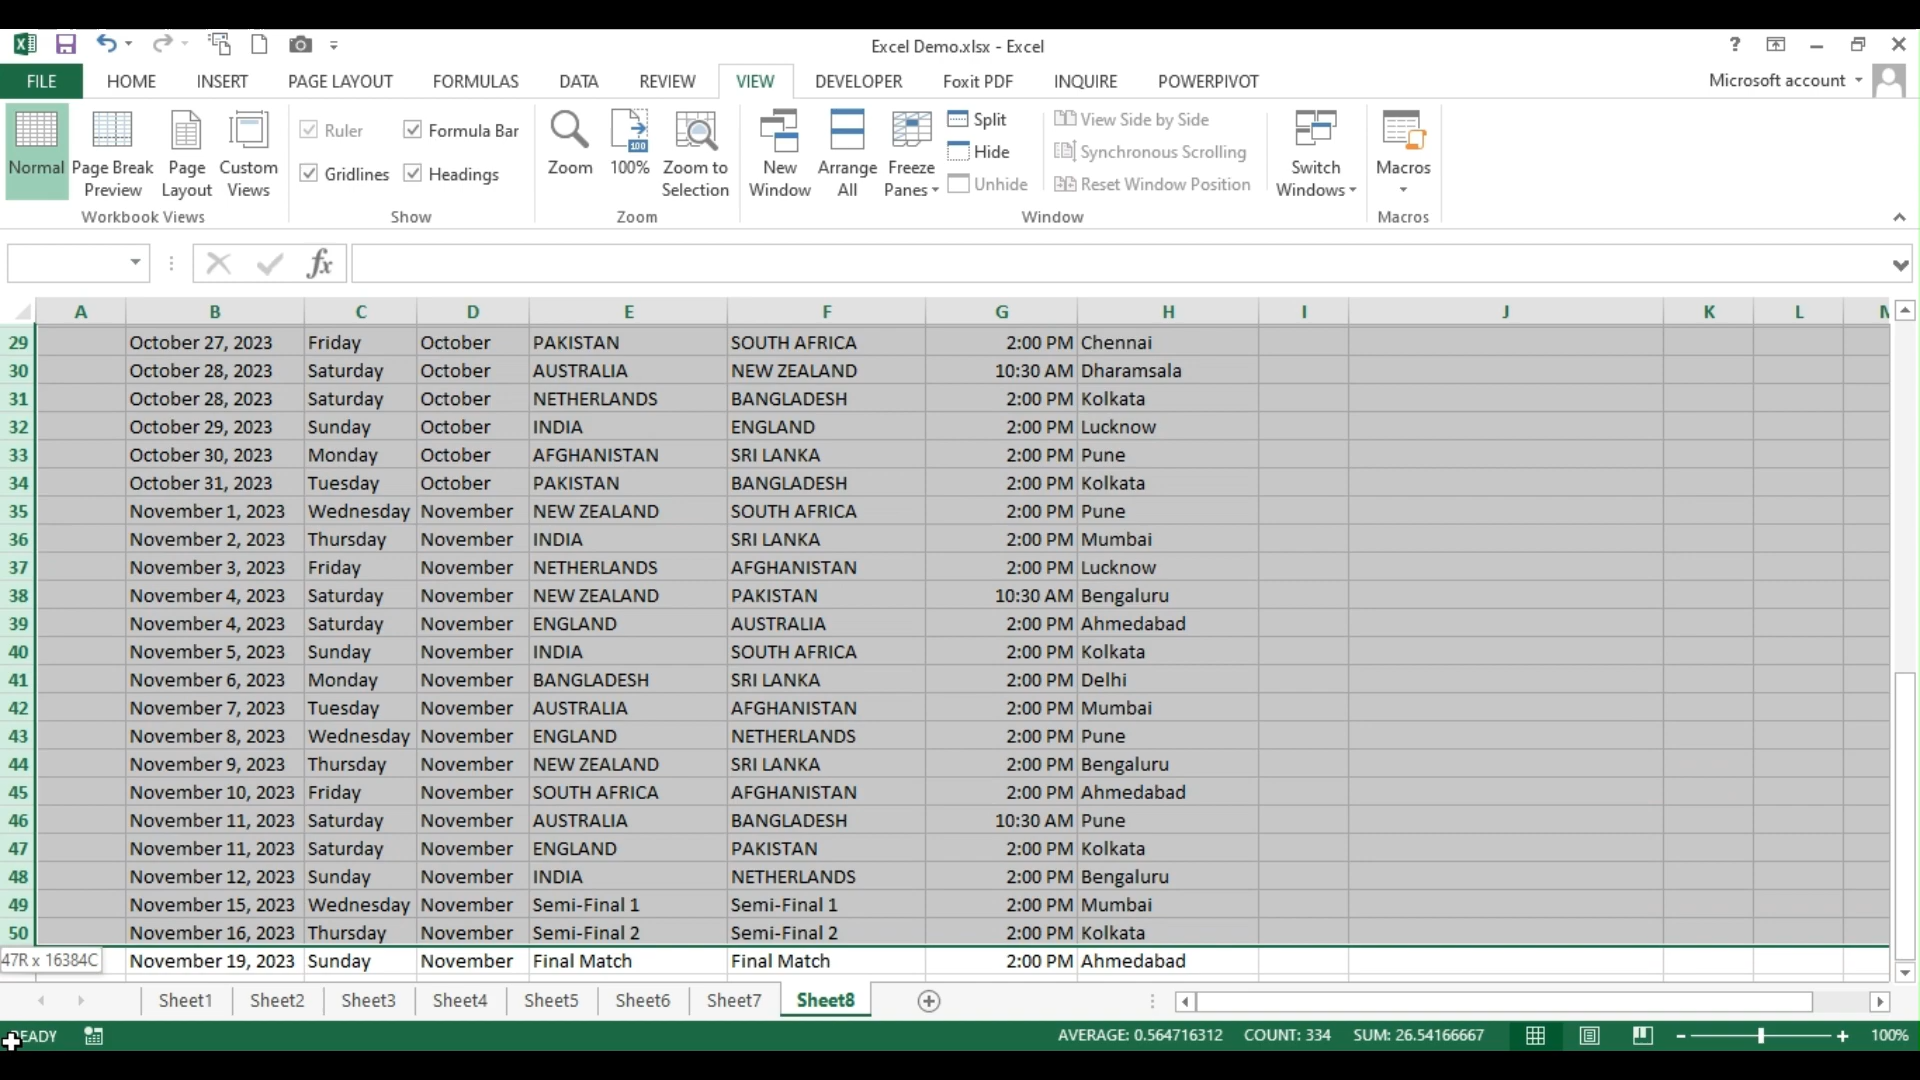 Excel Demo.xlsx - Excel
?
FILE HOME INSERT PAGE LAYOUT FORMULAS DATA REVIEW VIEW DEVELOPER Foxit PDF INQUIRE POWERPIVOT Microsoft account
Normal
Page Break Preview
Page Layout
Custom Views
Workbook Views
Ruler
Formula Bar
Gridlines
Headings
Show
Zoom
100%
Zoom to Selection
Zoom
New Window
Arrange All
Freeze Panes
Split
Hide
Unhide
View Side by Side
Synchronous Scrolling
Reset Window Position
Window
Switch Windows
Macros
Macros
fx
A B C D E F G H I J K L
29 October 27, 2023 Friday October PAKISTAN SOUTH AFRICA 2:00 PM Chennai
30 October 28, 2023 Saturday October AUSTRALIA NEW ZEALAND 10:30 AM Dharamsala
31 October 28, 2023 Saturday October NETHERLANDS BANGLADESH 2:00 PM Kolkata
32 October 29, 2023 Sunday October INDIA ENGLAND 2:00 PM Lucknow
33 October 30, 2023 Monday October AFGHANISTAN SRI LANKA 2:00 PM Pune
34 October 31, 2023 Tuesday October PAKISTAN BANGLADESH 2:00 PM Kolkata
35 November 1, 2023 Wednesday November NEW ZEALAND SOUTH AFRICA 2:00 PM Pune
36 November 2, 2023 Thursday November INDIA SRI LANKA 2:00 PM Mumbai
37 November 3, 2023 Friday November NETHERLANDS AFGHANISTAN 2:00 PM Lucknow
38 November 4, 2023 Saturday November NEW ZEALAND PAKISTAN 10:30 AM Bengaluru
39 November 4, 2023 Saturday November ENGLAND AUSTRALIA 2:00 PM Ahmedabad
40 November 5, 2023 Sunday November INDIA SOUTH AFRICA 2:00 PM Kolkata
41 November 6, 2023 Monday November BANGLADESH SRI LANKA 2:00 PM Delhi
42 November 7, 2023 Tuesday November AUSTRALIA AFGHANISTAN 2:00 PM Mumbai
43 November 8, 2023 Wednesday November ENGLAND NETHERLANDS 2:00 PM Pune
44 November 9, 2023 Thursday November NEW ZEALAND SRI LANKA 2:00 PM Bengaluru
45 November 10, 2023 Friday November SOUTH AFRICA AFGHANISTAN 2:00 PM Ahmedabad
46 November 11, 2023 Saturday November AUSTRALIA BANGLADESH 10:30 AM Pune
47 November 11, 2023 Saturday November ENGLAND PAKISTAN 2:00 PM Kolkata
48 November 12, 2023 Sunday November INDIA NETHERLANDS 2:00 PM Bengaluru
49 November 15, 2023 Wednesday November Semi-Final 1 Semi-Final 1 2:00 PM Mumbai
50 November 16, 2023 Thursday November Semi-Final 2 Semi-Final 2 2:00 PM Kolkata
47R x 16384C November 19, 2023 Sunday November Final Match Final Match 2:00 PM Ahmedabad
Sheet1 Sheet2 Sheet3 Sheet4 Sheet5 Sheet6 Sheet7 Sheet8
EADY AVERAGE: 0.564716312 COUNT: 334 SUM: 26.54166667 100%